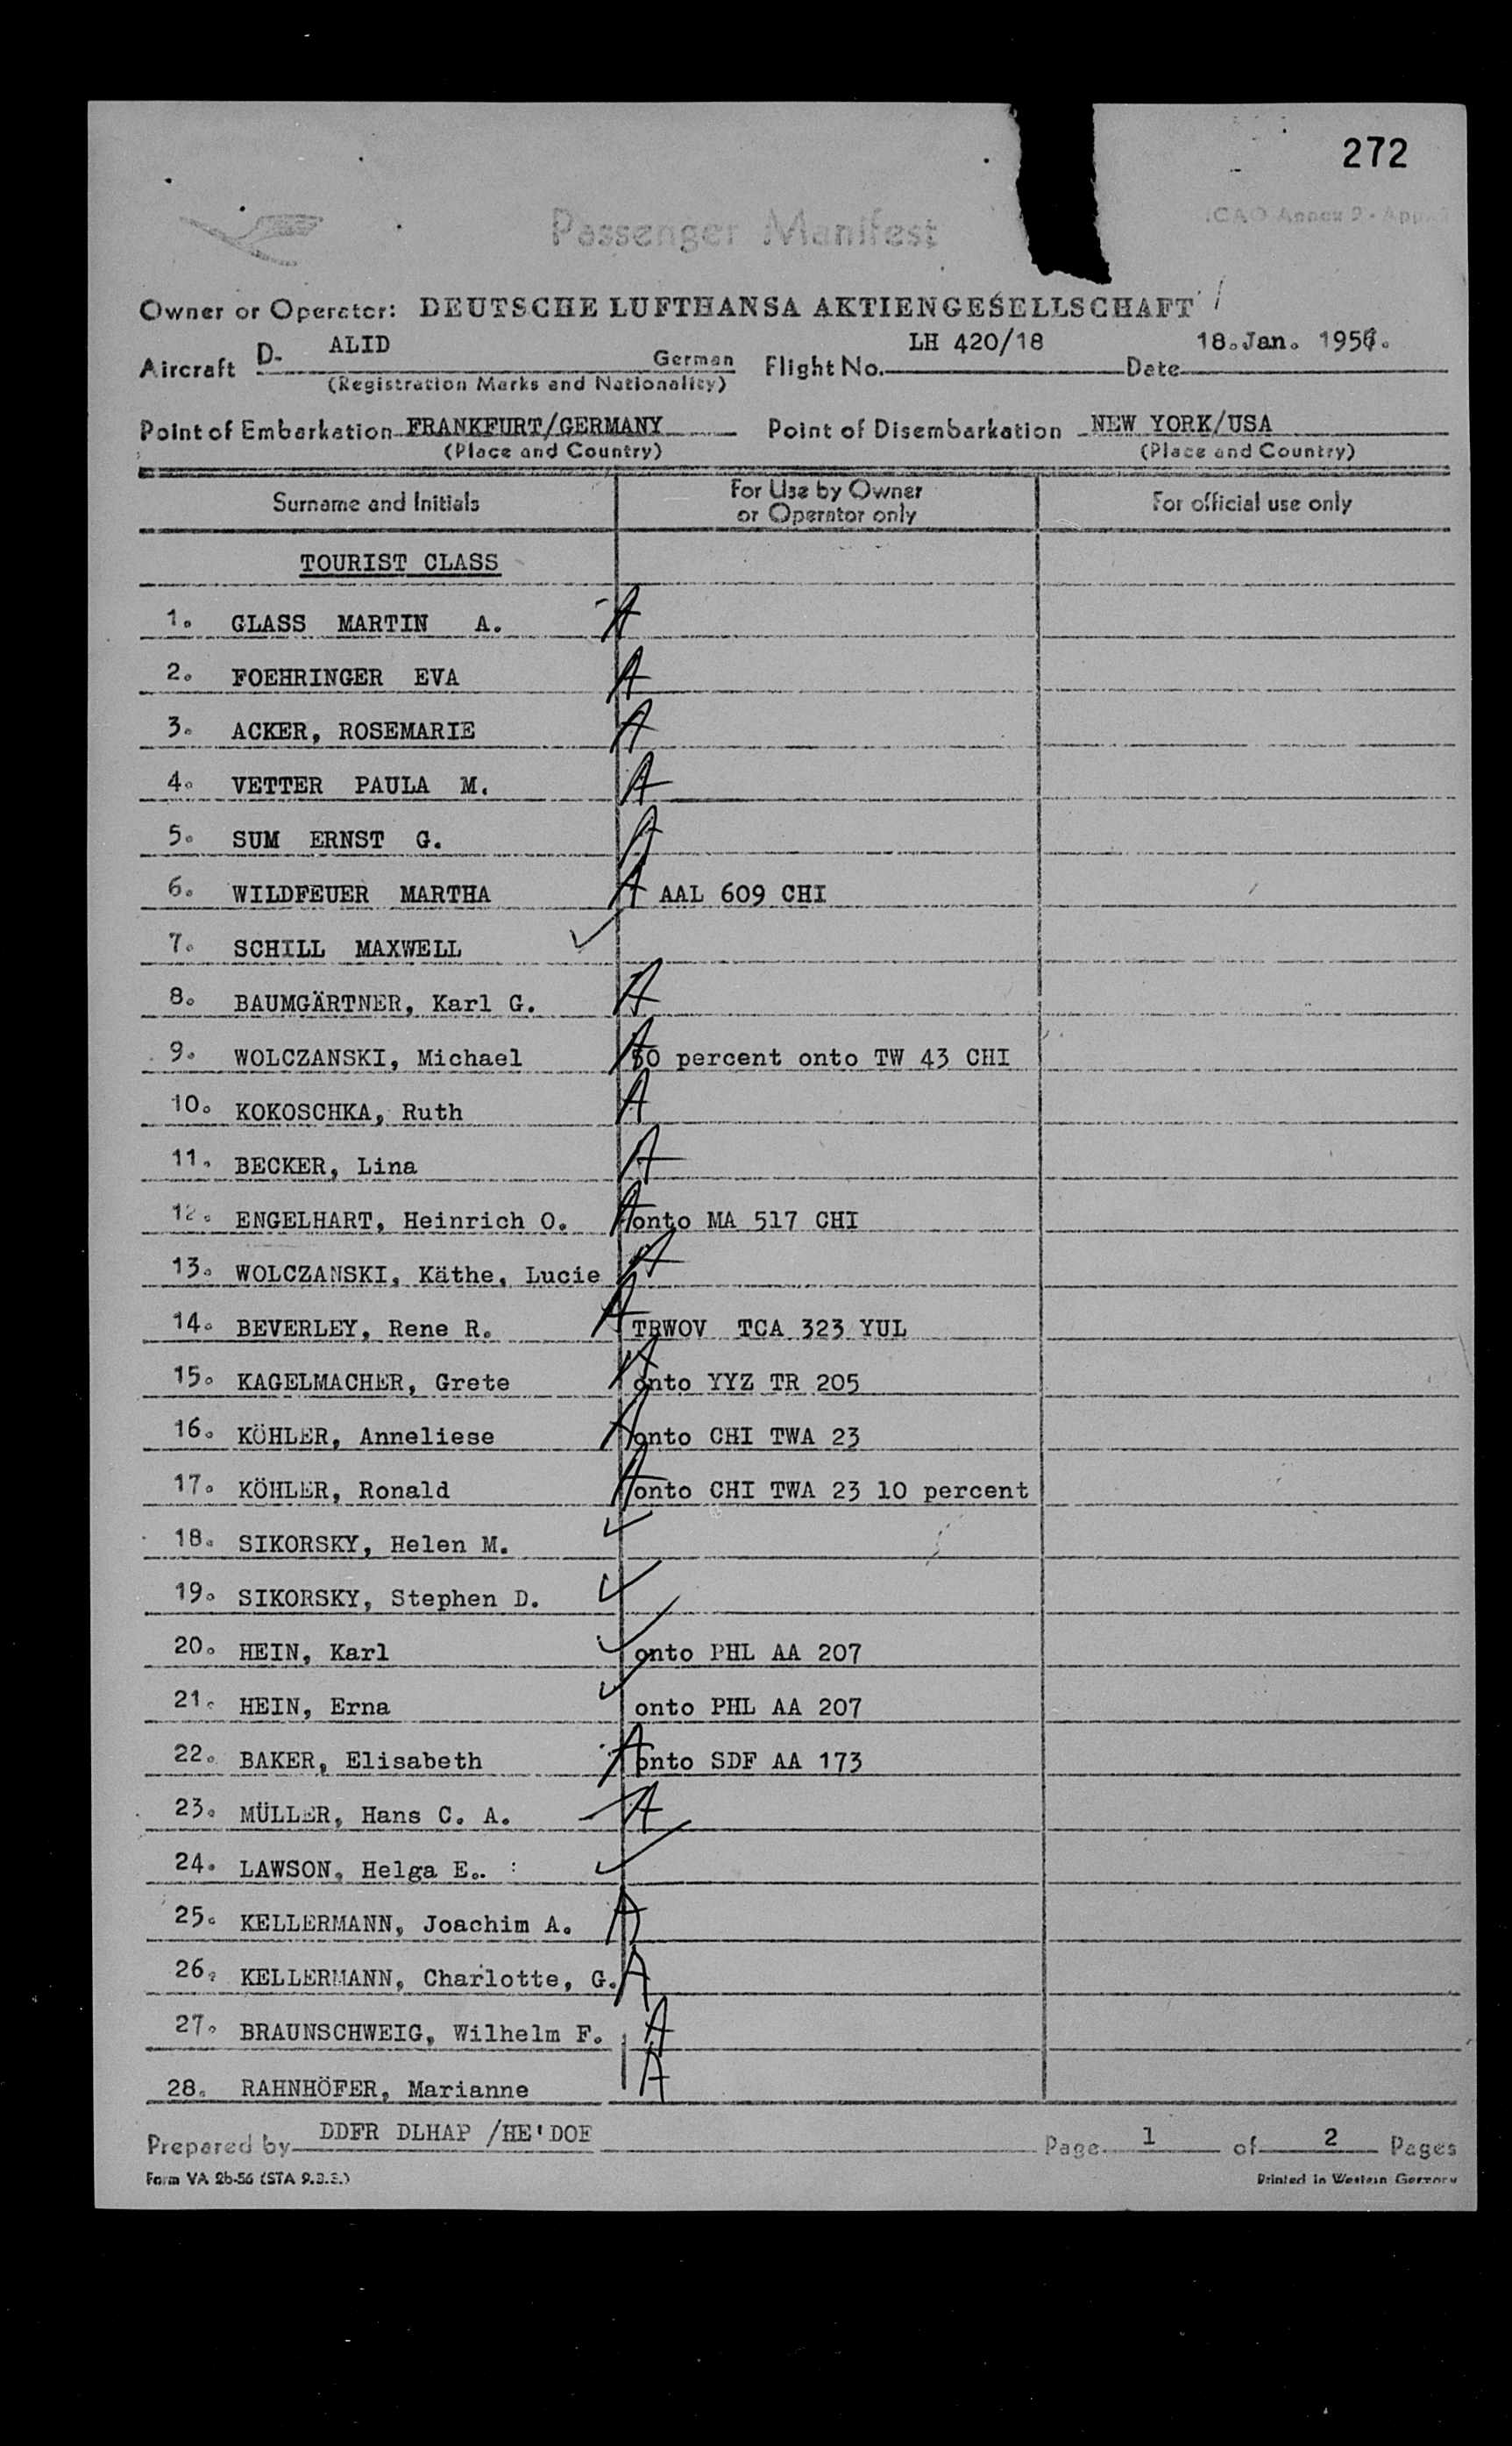 272
Passenger Manifest
ICAO Annex 9 - App.
Owner or Operator: DEUTSCHE LUFTHANSA AKTIENGESELLSCHAFT
Aircraft D- ALID German Flight No. LH 420/18 Date 18.Jan. 195
(Registration Marks and Nationality)
Point of Embarkation FRANKFURT/GERMANY Point of Disembarkation NEW YORK/USA
(Place and Country) (Place and Country)
Surname and Initials For Use by Owner or Operator only For official use only
TOURIST CLASS
1. GLASS MARTIN A. A
2. FOEHRINGER EVA A
3. ACKER, ROSEMARIE A
4. VETTER PAULA M. A
5. SUM ERNST G. A
6. WILDFEUER MARTHA A AAL 609 CHI
7. SCHILL MAXWELL ✓
8. BAUMGÄRTNER, Karl G. A
9. WOLCZANSKI, Michael A 50 percent onto TW 43 CHI
10. KOKOSCHKA, Ruth A
11. BECKER, Lina A
12. ENGELHART, Heinrich O. A onto MA 517 CHI
13. WOLCZANSKI, Käthe, Lucie A
14. BEVERLEY, Rene R. A TRWOV TCA 323 YUL
15. KAGELMACHER, Grete A onto YYZ TR 205
16. KÖHLER, Anneliese A onto CHI TWA 23
17. KÖHLER, Ronald A onto CHI TWA 23 10 percent
18. SIKORSKY, Helen M. ✓
19. SIKORSKY, Stephen D. ✓
20. HEIN, Karl ✓ onto PHL AA 207
21. HEIN, Erna ✓ onto PHL AA 207
22. BAKER, Elisabeth A onto SDF AA 173
23. MÜLLER, Hans C. A. A
24. LAWSON, Helga E. ✓
25. KELLERMANN, Joachim A. A
26. KELLERMANN, Charlotte, G. A
27. BRAUNSCHWEIG, Wilhelm F. A
28. RAHNHÖFER, Marianne A
Prepared by DDFR DLHAP /HE'DOE Page 1 of 2 Pages
Form VA 2b-56 (STA 9.3.3.) Printed in Western Germany